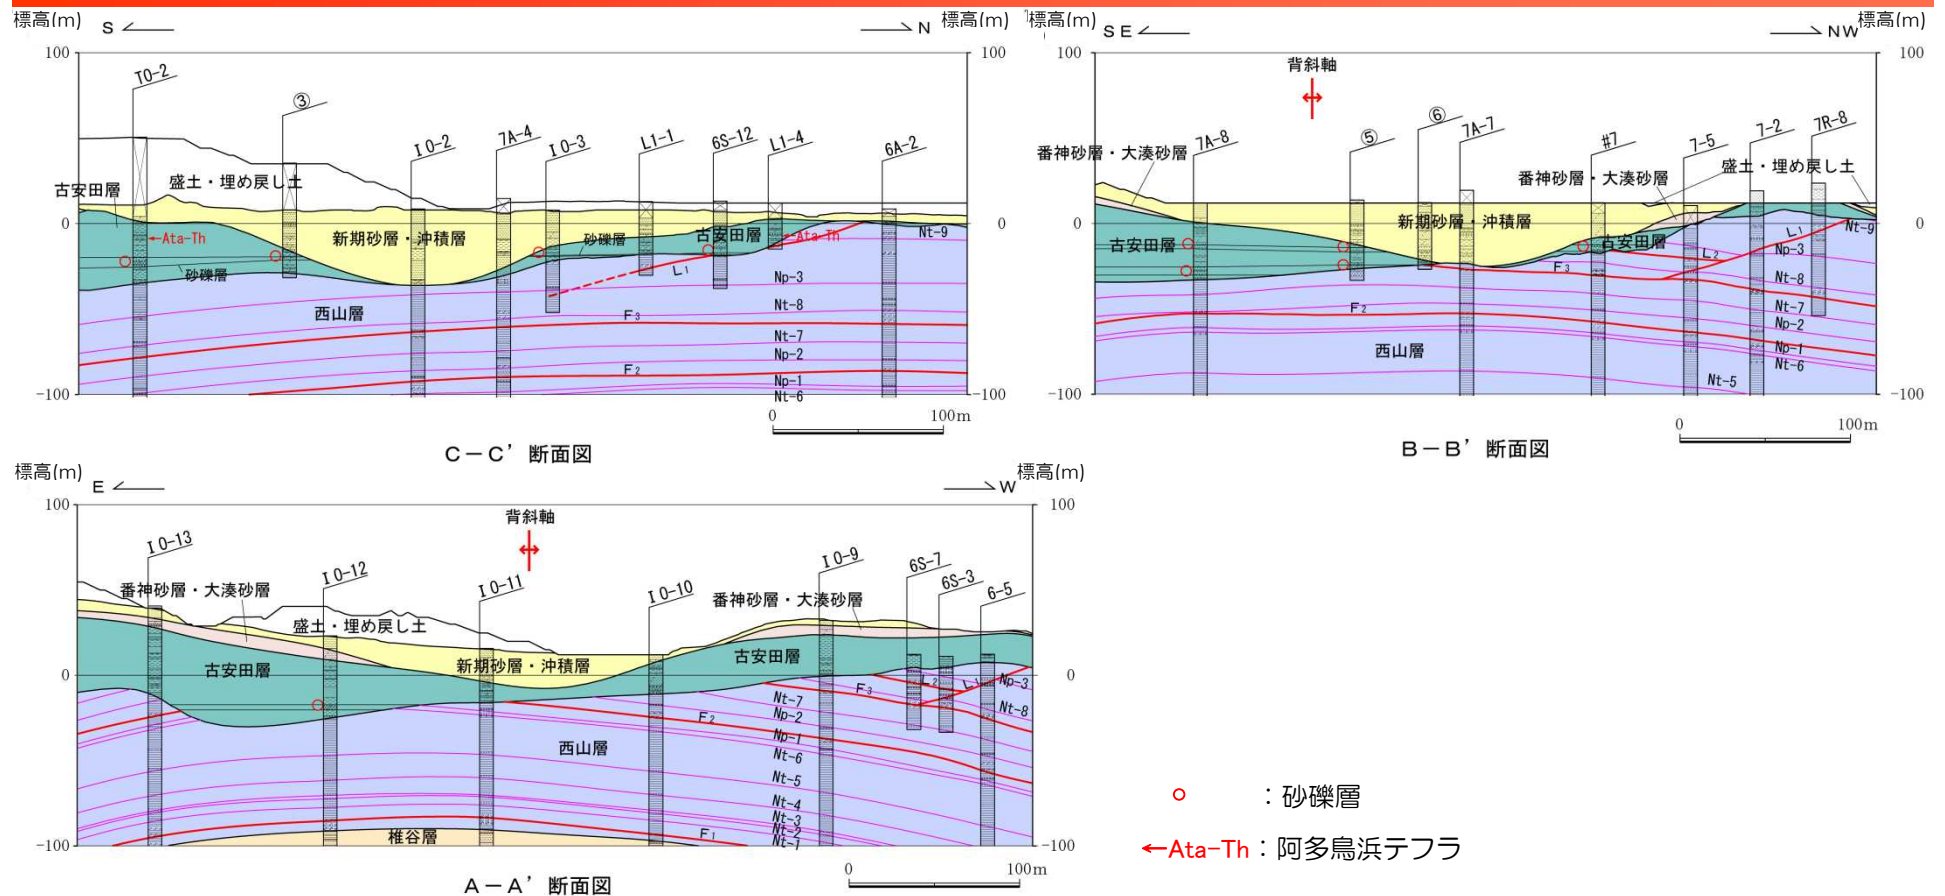 標高(m)
S
標高(m)
N
100
100
TO-2
③
IO-2
7A-4
IO-3
L1-1
6S-12
L1-4
6A-2
古安田層
盛土・埋め戻し土
0
0
Ata-Th
新期砂層・沖積層
砂礫層
古安田層
Ata-Th
Nt-9
砂礫層
L1
Np-3
西山層
Nt-8
F3
Nt-7
Np-2
F2
Np-1
Nt-6
-100
-100
0
100m
C－C’断面図
標高(m)
SE
標高(m)
NW
100
100
背斜軸
番神砂層・大湊砂層
7A-8
⑤
⑥
7A-7
#7
7-5
7-2
7R-8
番神砂層・大湊砂層
盛土・埋め戻し土
0
0
新期砂層・沖積層
古安田層
古安田層
L1
Nt-9
L2
Np-3
F3
Nt-8
F2
Nt-7
Np-2
西山層
Np-1
Nt-6
Nt-5
-100
-100
0
100m
B－B’断面図
標高(m)
E
標高(m)
W
100
100
背斜軸
IO-13
IO-12
IO-11
IO-10
IO-9
6S-7
6S-3
6-5
番神砂層・大湊砂層
番神砂層・大湊砂層
盛土・埋め戻し土
古安田層
新期砂層・沖積層
古安田層
0
0
L2
L1
Np-3
F3
Nt-7
Nt-8
Np-2
F2
Np-1
西山層
Nt-6
Nt-5
Nt-4
Nt-3
Nt-2
椎谷層
F1
Nt-1
-100
-100
0
100m
A－A’断面図
○：砂礫層
←Ata-Th：阿多鳥浜テフラ